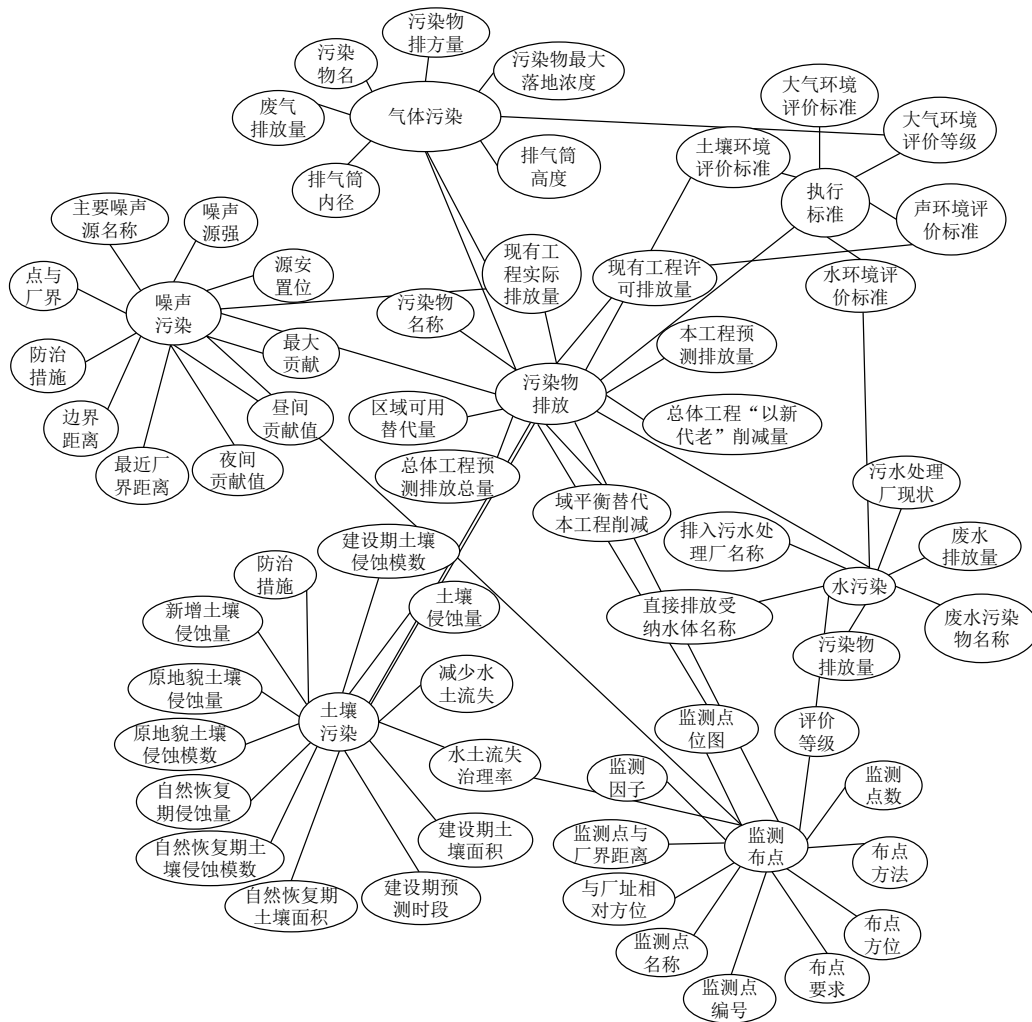 污染物
排方量
污染
物名
污染物最大
落地浓度
废气
排放量
气体污染
排气筒
内径
排气筒
高度
大气环境
评价标准
大气环境
评价等级
土壤环境
评价标准
执行
标准
声环境评
价标准
水环境评
价标准
主要噪声
源名称
噪声
源强
点与
厂界
源安
置位
噪声
污染
现有工
程实际
排放量
现有工程许
可排放量
污染物
名称
最大
贡献
防治
措施
本工程预
测排放量
污染物
排放
边界
距离
昼间
贡献值
区域可用
替代量
总体工程“以新
代老”削减量
最近厂
界距离
夜间
贡献值
总体工程预
测排放总量
域平衡替代
本工程削减
污水处理
厂现状
排入污水处
理厂名称
废水
排放量
建设期土壤
侵蚀模数
防治
措施
水污染
新增土壤
侵蚀量
土壤
侵蚀量
直接排放受
纳水体名称
废水污染
物名称
污染物
排放量
原地貌土壤
侵蚀量
减少水
土流失
土壤
污染
监测点
位图
评价
等级
原地貌土壤
侵蚀模数
水土流失
治理率
监测
因子
监测
点数
自然恢复
期侵蚀量
建设期土
壤面积
监测点与
厂界距离
监测
布点
布点
方法
自然恢复期土
壤侵蚀模数
自然恢复期
土壤面积
建设期预
测时段
与厂址相
对方位
布点
方位
监测点
名称
监测点
编号
布点
要求